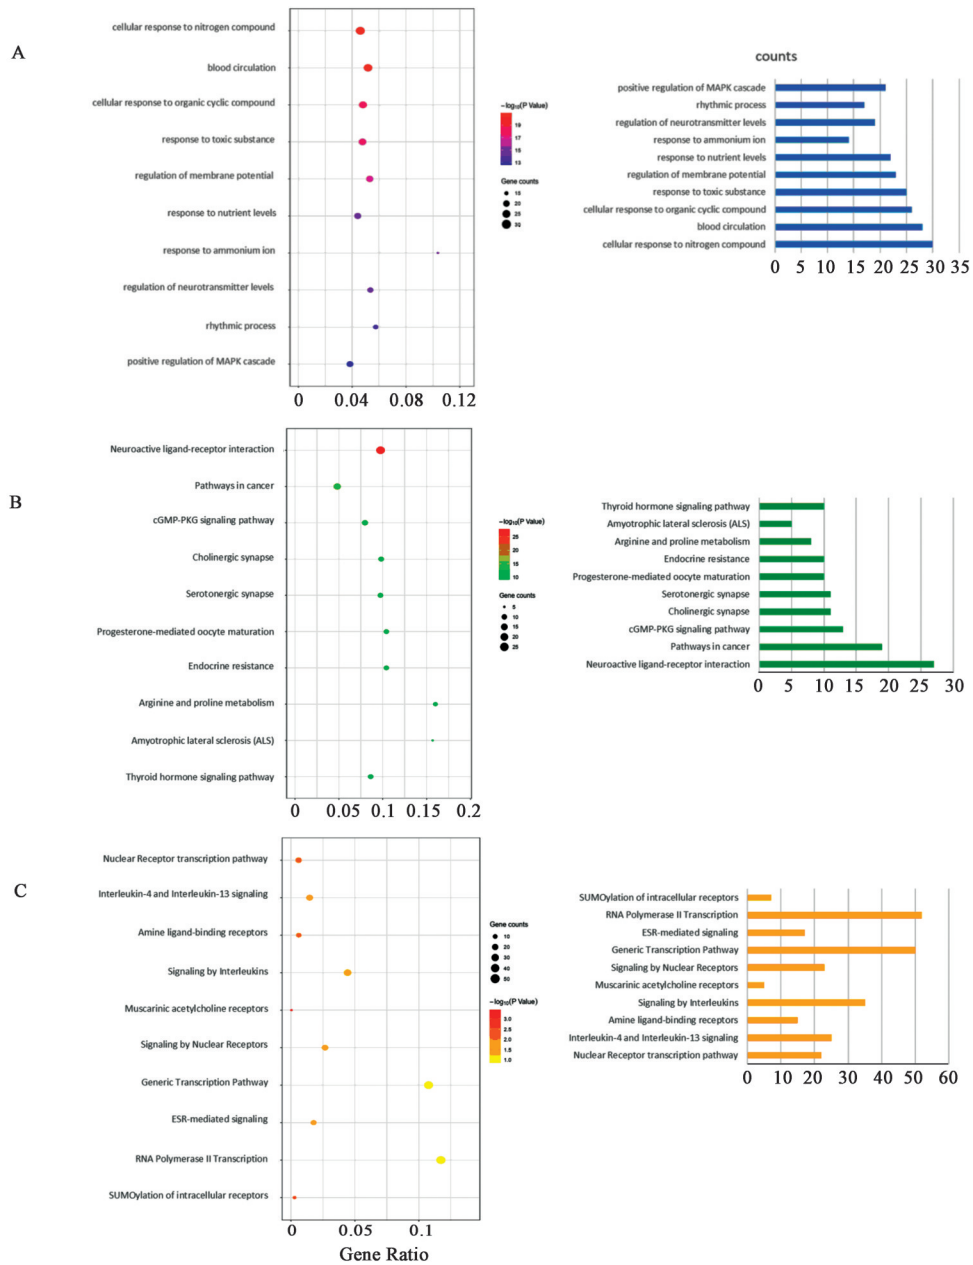 A
cellular response to nitrogen compound
blood circulation
cellular response to organic cyclic compound
response to toxic substance
regulation of membrane potential
response to nutrient levels
response to ammonium ion
regulation of neurotransmitter levels
rhythmic process
positive regulation of MAPK cascade
0 0.04 0.08 0.12
-log10(P Value)
19
17
15
13
Gene counts
15
20
25
30
counts
positive regulation of MAPK cascade
rhythmic process
regulation of neurotransmitter levels
response to ammonium ion
response to nutrient levels
regulation of membrane potential
response to toxic substance
cellular response to organic cyclic compound
blood circulation
cellular response to nitrogen compound
0 5 10 15 20 25 30 35
B
Neuroactive ligand-receptor interaction
Pathways in cancer
cGMP-PKG signaling pathway
Cholinergic synapse
Serotonergic synapse
Progesterone-mediated oocyte maturation
Endocrine resistance
Arginine and proline metabolism
Amyotrophic lateral sclerosis (ALS)
Thyroid hormone signaling pathway
0 0.05 0.1 0.15 0.2
-log10(P Value)
25
20
15
10
Gene counts
5
10
15
20
25
Thyroid hormone signaling pathway
Amyotrophic lateral sclerosis (ALS)
Arginine and proline metabolism
Endocrine resistance
Progesterone-mediated oocyte maturation
Serotonergic synapse
Cholinergic synapse
cGMP-PKG signaling pathway
Pathways in cancer
Neuroactive ligand-receptor interaction
0 5 10 15 20 25 30
C
Nuclear Receptor transcription pathway
Interleukin-4 and Interleukin-13 signaling
Amine ligand-binding receptors
Signaling by Interleukins
Muscarinic acetylcholine receptors
Signaling by Nuclear Receptors
Generic Transcription Pathway
ESR-mediated signaling
RNA Polymerase II Transcription
SUMOylation of intracellular receptors
0 0.05 0.1
Gene Ratio
Gene counts
10
20
30
40
50
-log10(P Value)
3.0
2.5
2.0
1.5
1.0
SUMOylation of intracellular receptors
RNA Polymerase II Transcription
ESR-mediated signaling
Generic Transcription Pathway
Signaling by Nuclear Receptors
Muscarinic acetylcholine receptors
Signaling by Interleukins
Amine ligand-binding receptors
Interleukin-4 and Interleukin-13 signaling
Nuclear Receptor transcription pathway
0 10 20 30 40 50 60